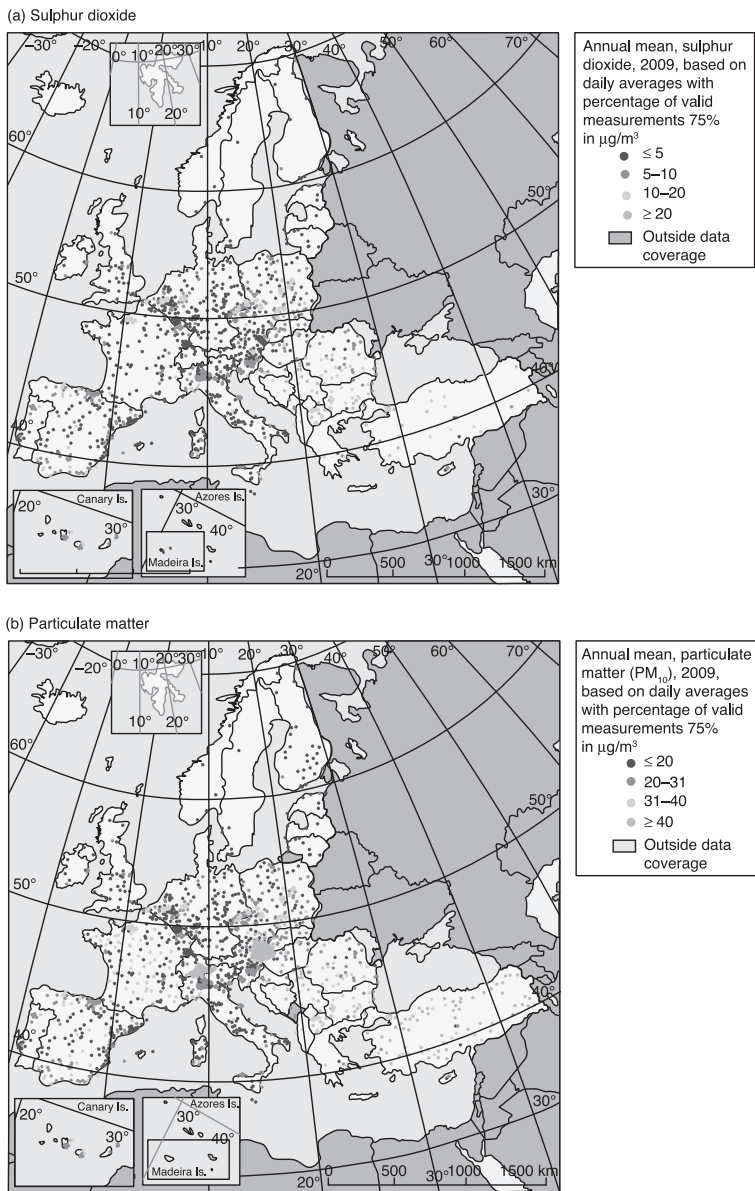 (a) Sulphur dioxide
–30° –20° 0° 10° 20°30° 10° 20° 30° 40° 50° 60° 70°
10° 20°
60°
50°
50°
40°
40°
30°
Canary Is.
20°
30°
Azores Is.
30°
40°
Madeira Is.
20° 0 500 30° 1000 1500 km
Annual mean, sulphur
dioxide, 2009, based on
daily averages with
percentage of valid
measurements 75%
in µg/m³
≤ 5
5–10
10–20
≥ 20
Outside data
coverage
(b) Particulate matter
–30° –20° 0° 10° 20°30° 10° 20° 30° 40° 50° 60° 70°
10° 20°
60°
50°
50°
40°
40°
30°
Canary Is.
20°
30°
Azores Is.
30°
40°
Madeira Is.
20° 0 500 30° 1000 1500 km
Annual mean, particulate
matter (PM₁₀), 2009,
based on daily averages
with percentage of valid
measurements 75%
in µg/m³
≤ 20
20–31
31–40
≥ 40
Outside data
coverage